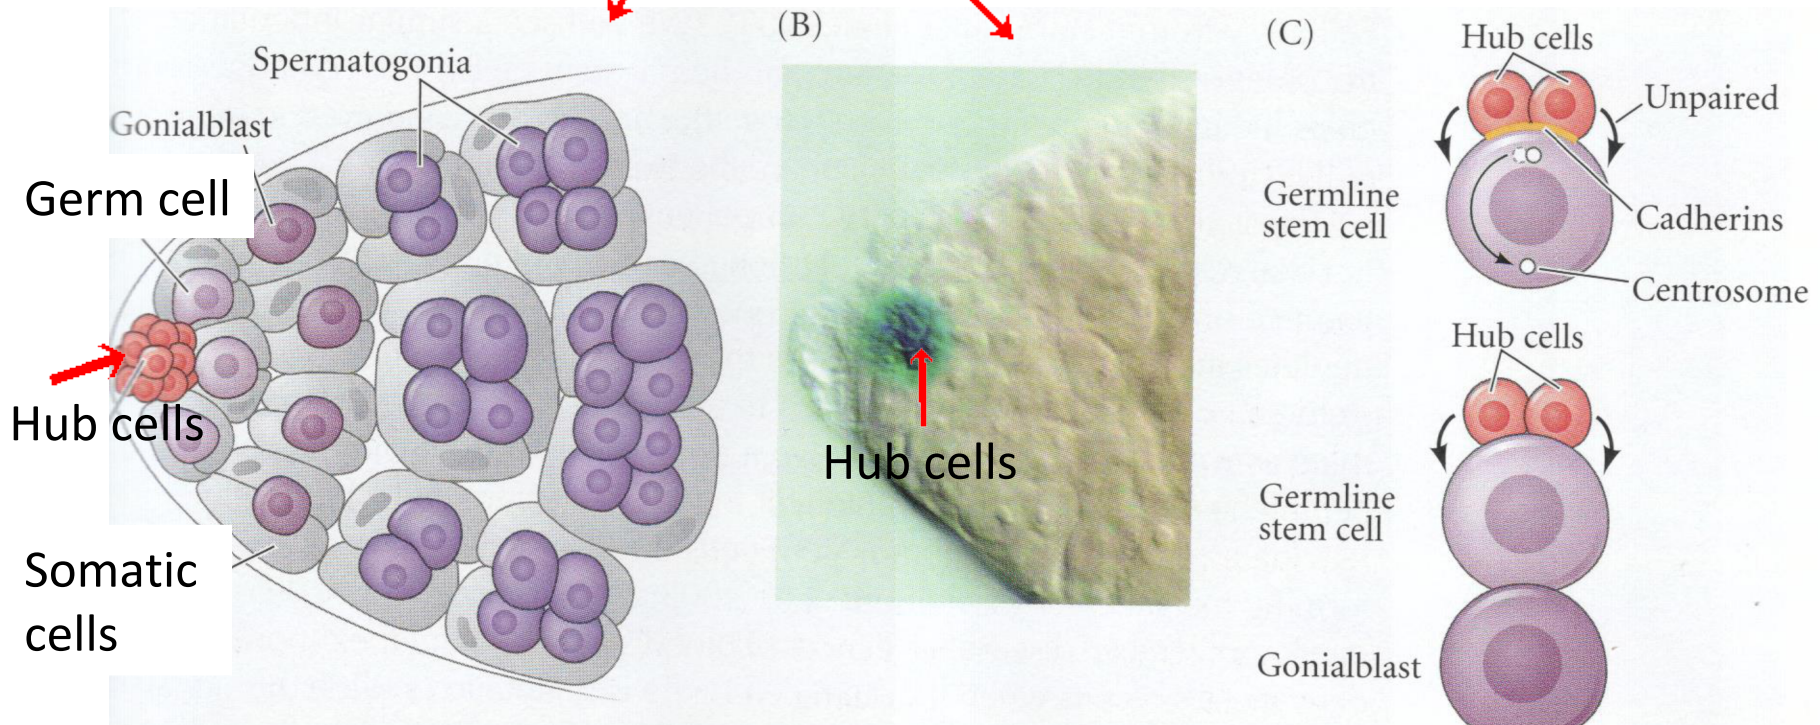 Spermatogonia
Gonialblast
Germ cell
Hub cells
Somatic
cells
(B)
Hub cells
(C)
Hub cells
Unpaired
Germline
stem cell
Cadherins
Centrosome
Hub cells
Germline
stem cell
Gonialblast